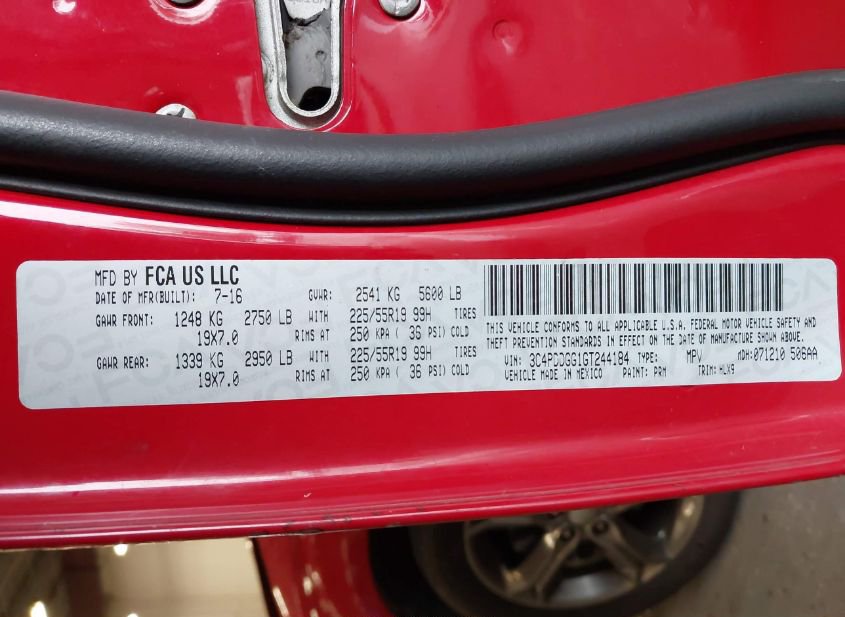 MFD BY FCA US LLC
DATE OF MFR(BUILT): 7-16 GVWR: 2541 KG 5600 LB
GAWR FRONT: 1248 KG 2750 LB WITH 225/55R19 99H TIRES
19X7.0 RIMS AT 250 KPA ( 36 PSI) COLD
GAWR REAR: 1339 KG 2950 LB WITH 225/55R19 99H TIRES
19X7.0 RIMS AT 250 KPA ( 36 PSI) COLD
THIS VEHICLE CONFORMS TO ALL APPLICABLE U.S.A. FEDERAL MOTOR VEHICLE SAFETY AND
THEFT PREVENTION STANDARDS IN EFFECT ON THE DATE OF MANUFACTURE SHOWN ABOVE.
VIN: 3C4PDDGG1GT244184 TYPE: MPV MDH: 071210 506AA
VEHICLE MADE IN MEXICO PAINT: PRM TRIM: HLX9